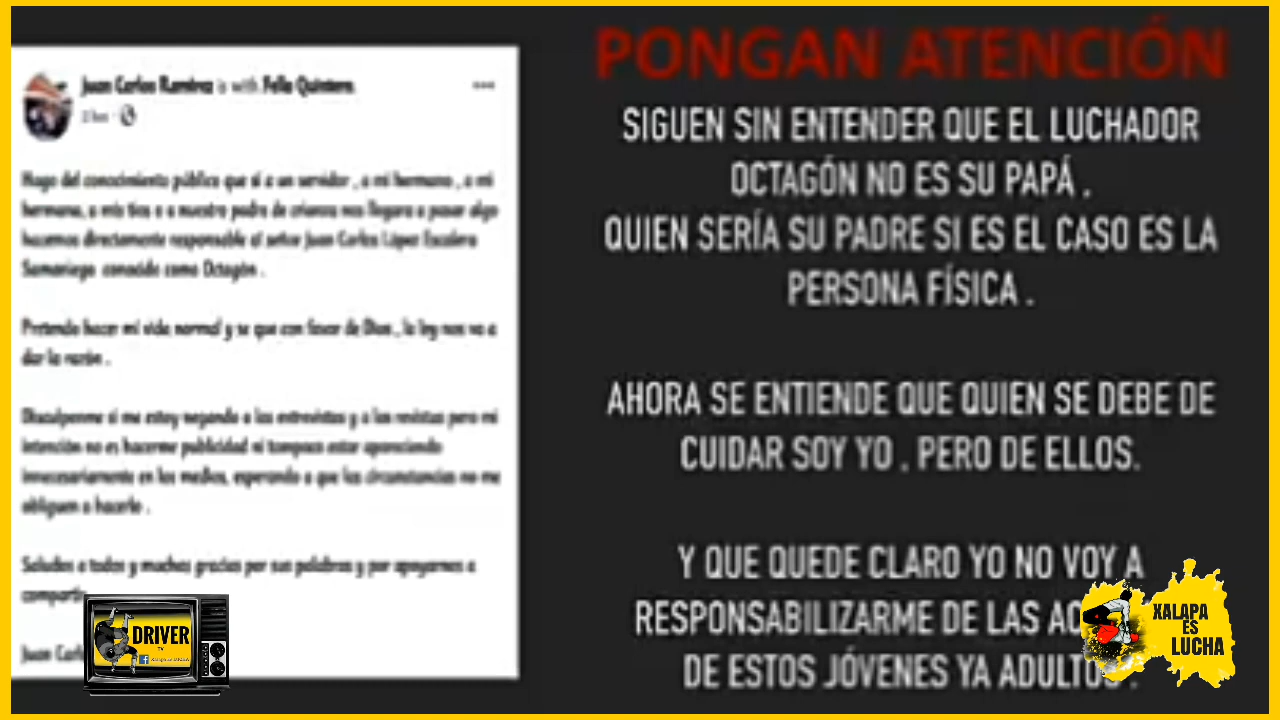 Juan Carlos Ramírez is with Felix Quintero
2 hrs
Hago del conocimiento público que si a un servidor , a mi hermano , a mi
hermana, a mis tíos o a nuestro padre de crianza nos llegara a pasar algo
hacemos directamente responsable al señor Juan Carlos López Escalera
Samaniego conocido como Octagón .
Pretendo hacer mi vida normal y se que con favor de Dios , la ley nos va a
dar la razón .
Disculpenme si me estoy negando a las entrevistas y a las revistas pero mi
intención no es hacerme publicidad ni tampoco estar apareciendo
innecesariamente en los medios, esperando a que las circunstancias no me
obliguen a hacerlo .
Saludos a todos y muchas gracias por sus palabras y por apoyarnos a
compartir
Juan Carl
PONGAN ATENCIÓN
SIGUEN SIN ENTENDER QUE EL LUCHADOR
OCTAGÓN NO ES SU PAPÁ .
QUIEN SERÍA SU PADRE SI ES EL CASO ES LA
PERSONA FÍSICA .
AHORA SE ENTIENDE QUE QUIEN SE DEBE DE
CUIDAR SOY YO , PERO DE ELLOS.
Y QUE QUEDE CLARO YO NO VOY A
RESPONSABILIZARME DE LAS AC
DE ESTOS JÓVENES YA ADULTOS .
DRIVER
TV
XALAPA
ES
LUCHA